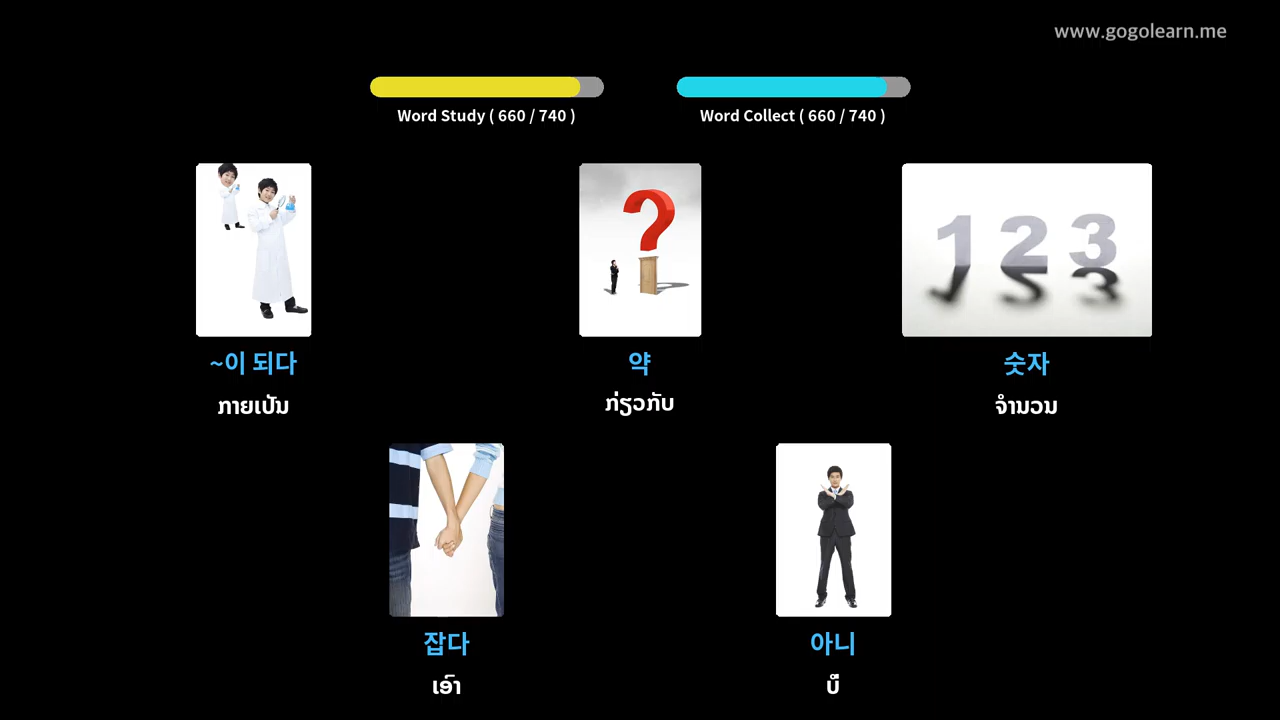 www.gogolearn.me
Word Study ( 660 / 740 )
Word Collect ( 660 / 740 )
~이 되다
ກາຍເປັນ
약
ກ່ຽວກັບ
숫자
ຈຳນວນ
잡다
ເອົາ
아니
ບໍ່